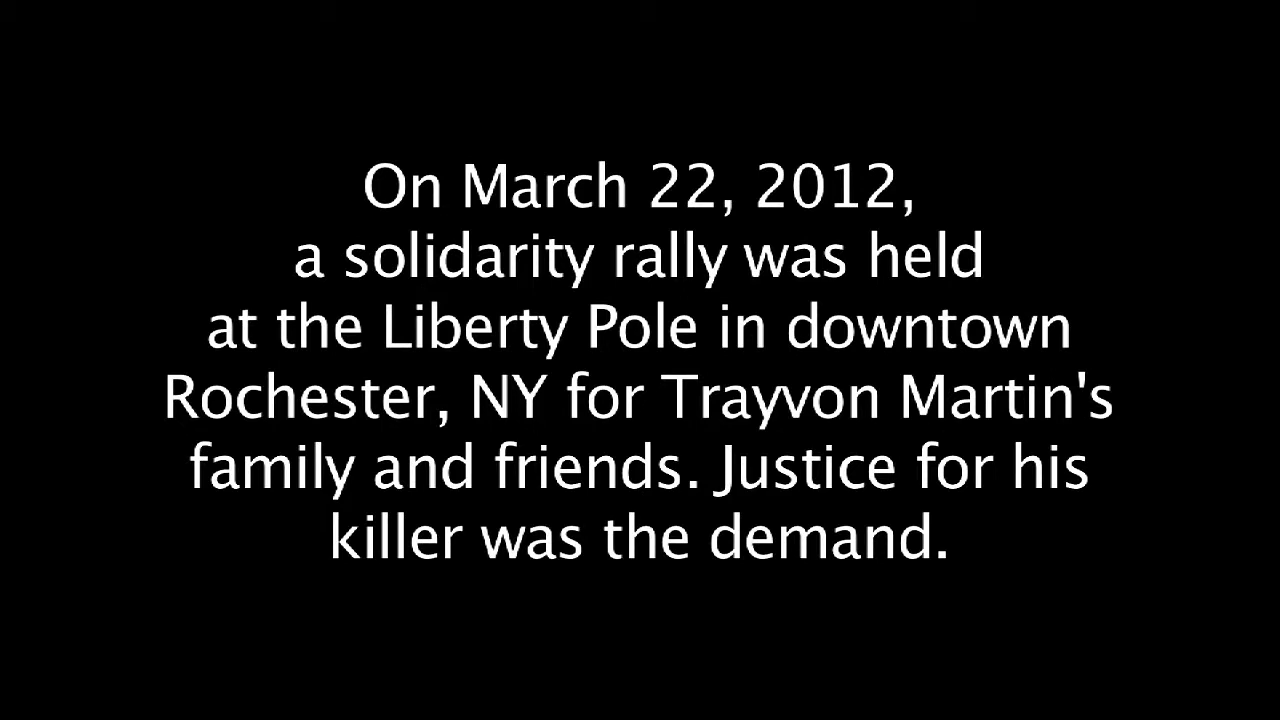 On March 22, 2012,
a solidarity rally was held
at the Liberty Pole in downtown
Rochester, NY for Trayvon Martin's
family and friends. Justice for his
killer was the demand.